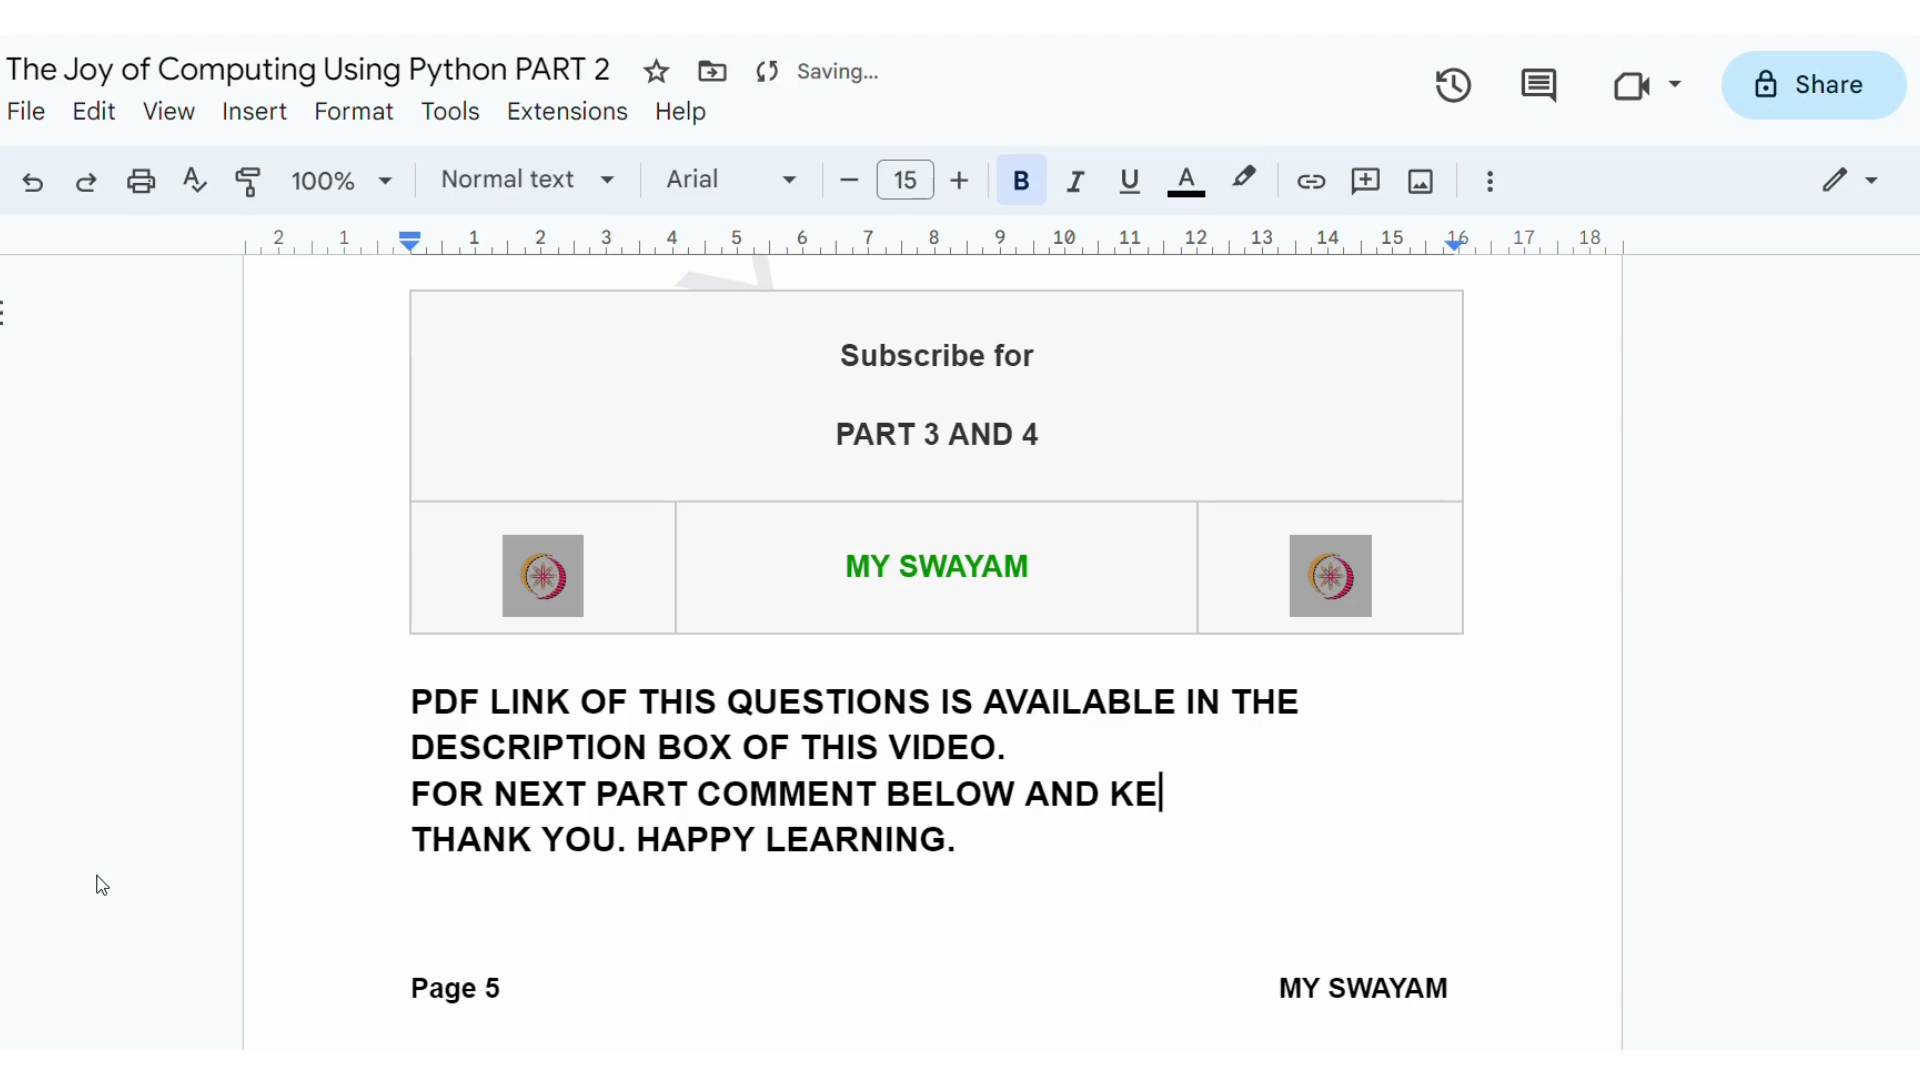 The Joy of Computing Using Python PART 2
Saving...
Share
File Edit View Insert Format Tools Extensions Help
100% Normal text Arial 15 B I U A
2 1 1 2 3 4 5 6 7 8 9 10 11 12 13 14 15 16 17 18
Subscribe for
PART 3 AND 4
MY SWAYAM
PDF LINK OF THIS QUESTIONS IS AVAILABLE IN THE
DESCRIPTION BOX OF THIS VIDEO.
FOR NEXT PART COMMENT BELOW AND KE
THANK YOU. HAPPY LEARNING.
Page 5 MY SWAYAM